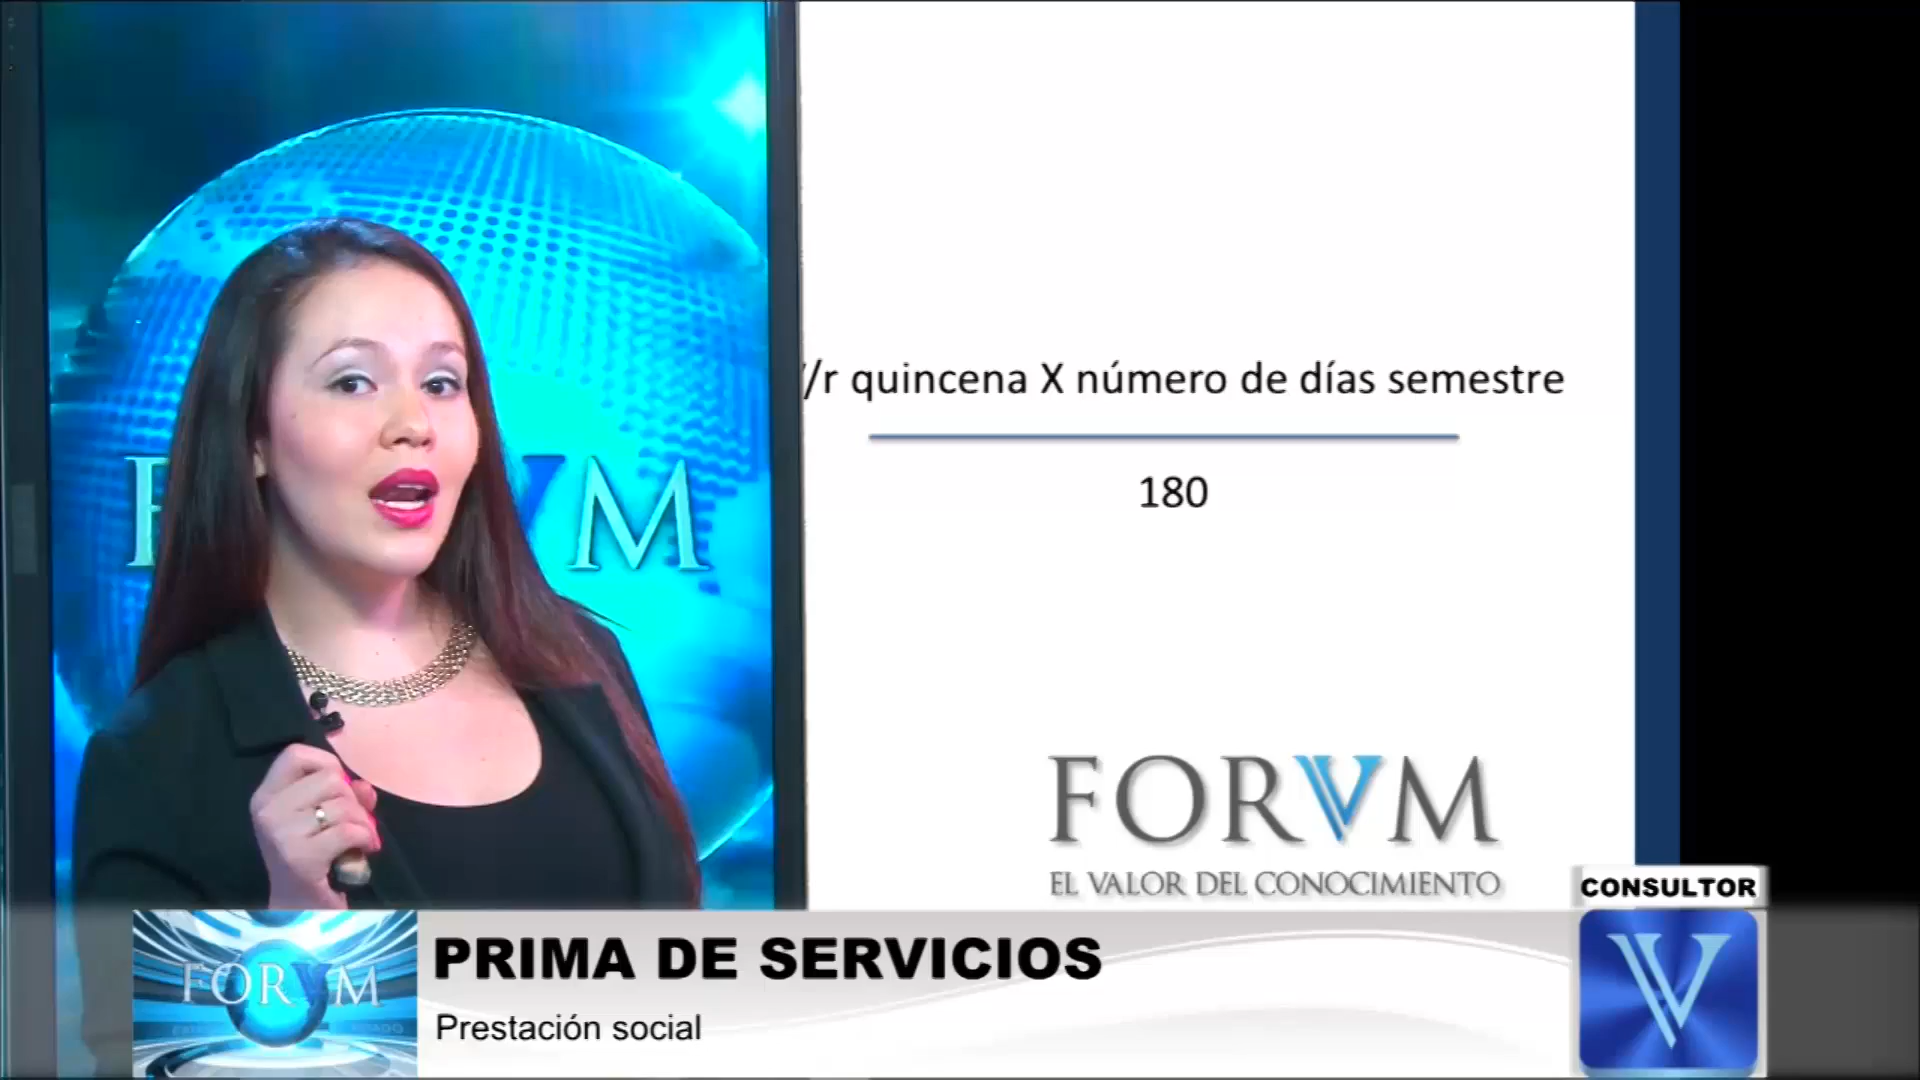 /r quincena X número de días semestre
180
FORVM
EL VALOR DEL CONOCIMIENTO
CONSULTOR
PRIMA DE SERVICIOS
Prestación social
FORVM